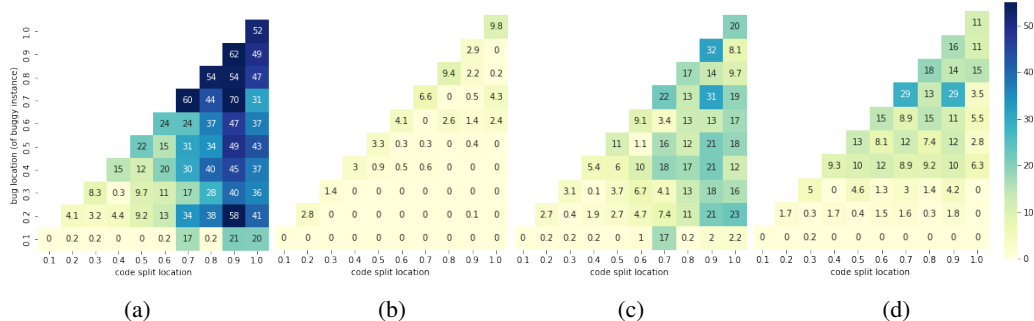 bug location (of buggy instance)
1.0 52
0.9 62 49
0.8 54 54 47
0.7 60 44 70 31
0.6 24 24 37 47 37
0.5 22 15 31 34 49 43
0.4 15 12 20 30 40 45 37
0.3 8.3 0.3 9.7 11 17 28 40 36
0.2 4.1 3.2 4.4 9.2 13 34 38 58 41
0.1 0 0.2 0.2 0 0 0.2 17 0.2 21 20
0.1 0.2 0.3 0.4 0.5 0.6 0.7 0.8 0.9 1.0
code split location
(a)
9.8
2.9 0
9.4 2.2 0.2
6.6 0 0.5 4.3
4.1 0 2.6 1.4 2.4
3.3 0.3 0.3 0 0.4 0
3 0.9 0.5 0.6 0 0 0
1.4 0 0 0 0 0 0 0
2.8 0 0 0 0 0 0 0.1 0
0 0 0 0 0 0 0 0 0 0
0.1 0.2 0.3 0.4 0.5 0.6 0.7 0.8 0.9 1.0
code split location
(b)
20
32 8.1
17 14 9.7
22 13 31 19
9.1 3.4 13 13 17
11 1.1 16 12 21 18
5.4 6 10 18 17 21 12
3.1 0.1 3.7 6.7 4.1 13 18 16
2.7 0.4 1.9 2.7 4.7 7.4 11 21 23
0 0.2 0.2 0.2 0 1 17 0.2 2 2.2
0.1 0.2 0.3 0.4 0.5 0.6 0.7 0.8 0.9 1.0
code split location
(c)
11
16 11
18 14 15
29 13 29 3.5
15 8.9 15 11 5.5
13 8.1 12 7.4 12 2.8
9.3 10 12 8.9 9.2 10 6.3
5 0 4.6 1.3 3 1.4 4.2 0
1.7 0.3 1.7 0.4 1.5 1.6 0.3 1.8 0
0 0.2 0 0 0 0 0 0 0 0
0.1 0.2 0.3 0.4 0.5 0.6 0.7 0.8 0.9 1.0
code split location
(d)
50
40
30
20
10
0